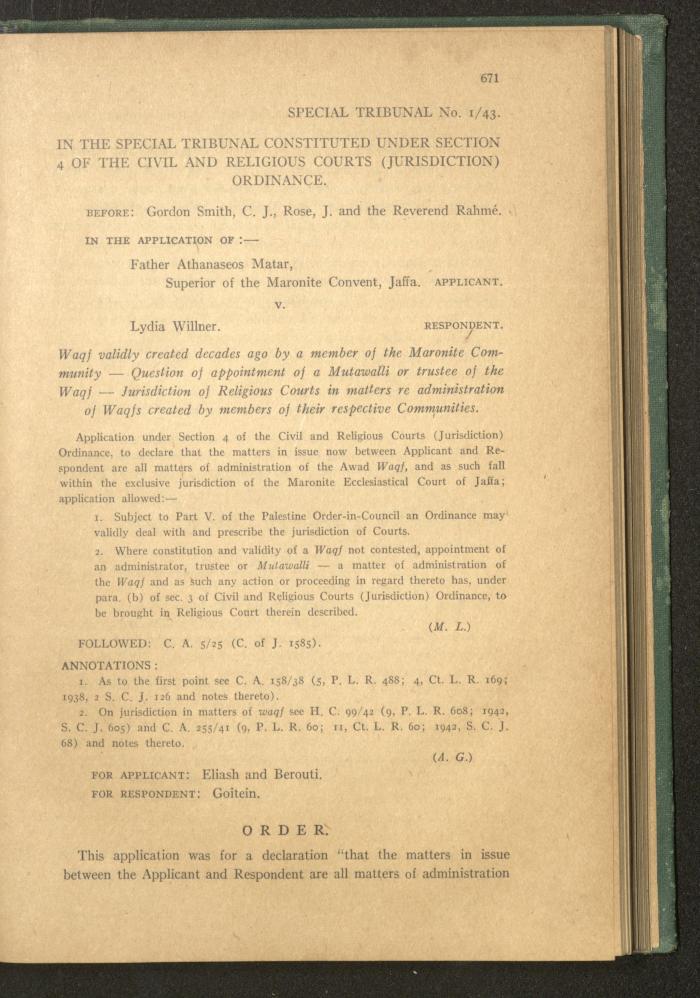 671
SPECIAL TRIBUNAL No. 1/43.
IN THE SPECIAL TRIBUNAL CONSTITUTED UNDER SECTION
4 OF THE CIVIL AND RELIGIOUS COURTS (JURISDICTION)
ORDINANCE.
BEFORE: Gordon Smith, C. J., Rose, J. and the Reverend Rahmé.
IN THE APPLICATION OF :—
Father Athanaseos Matar,
Superior of the Maronite Convent, Jaffa. APPLICANT.
v.
Lydia Willner. RESPONDENT.
Waqf validly created decades ago by a member of the Maronite Com-
munity — Question of appointment of a Mutawalli or trustee of the
Waqf — Jurisdiction of Religious Courts in matters re administration
of Waqfs created by members of their respective Communities.
Application under Section 4 of the Civil and Religious Courts (Jurisdiction)
Ordinance, to declare that the matters in issue now between Applicant and Re-
spondent are all matters of administration of the Awad Waqf, and as such fall
within the exclusive jurisdiction of the Maronite Ecclesiastical Court of Jaffa;
application allowed:—
1. Subject to Part V. of the Palestine Order-in-Council an Ordinance may
validly deal with and prescribe the jurisdiction of Courts.
2. Where constitution and validity of a Waqf not contested, appointment of
an administrator, trustee or Mutawalli — a matter of administration of
the Waqf and as such any action or proceeding in regard thereto has, under
para. (b) of sec. 3 of Civil and Religious Courts (Jurisdiction) Ordinance, to
be brought in Religious Court therein described.
(M. L.)
FOLLOWED: C. A. 5/25 (C. of J. 1585).
ANNOTATIONS :
1. As to the first point see C. A. 158/38 (5, P. L. R. 488; 4, Ct. L. R. 169;
1938, 2 S. C. J. 126 and notes thereto).
2. On jurisdiction in matters of waqf see H. C. 99/42 (9, P. L. R. 608; 1942,
S. C. J. 605) and C. A. 255/41 (9, P. L. R. 60; 11, Ct. L. R. 60; 1942, S. C. J.
68) and notes thereto.
(A. G.)
FOR APPLICANT: Eliash and Berouti.
FOR RESPONDENT: Goitein.
ORDER.
This application was for a declaration "that the matters in issue
between the Applicant and Respondent are all matters of administration